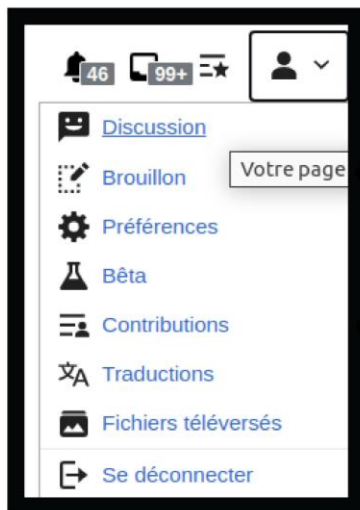 46 99+
Discussion
Votre page
Brouillon
Préférences
Bêta
Contributions
Traductions
Fichiers téléversés
Se déconnecter